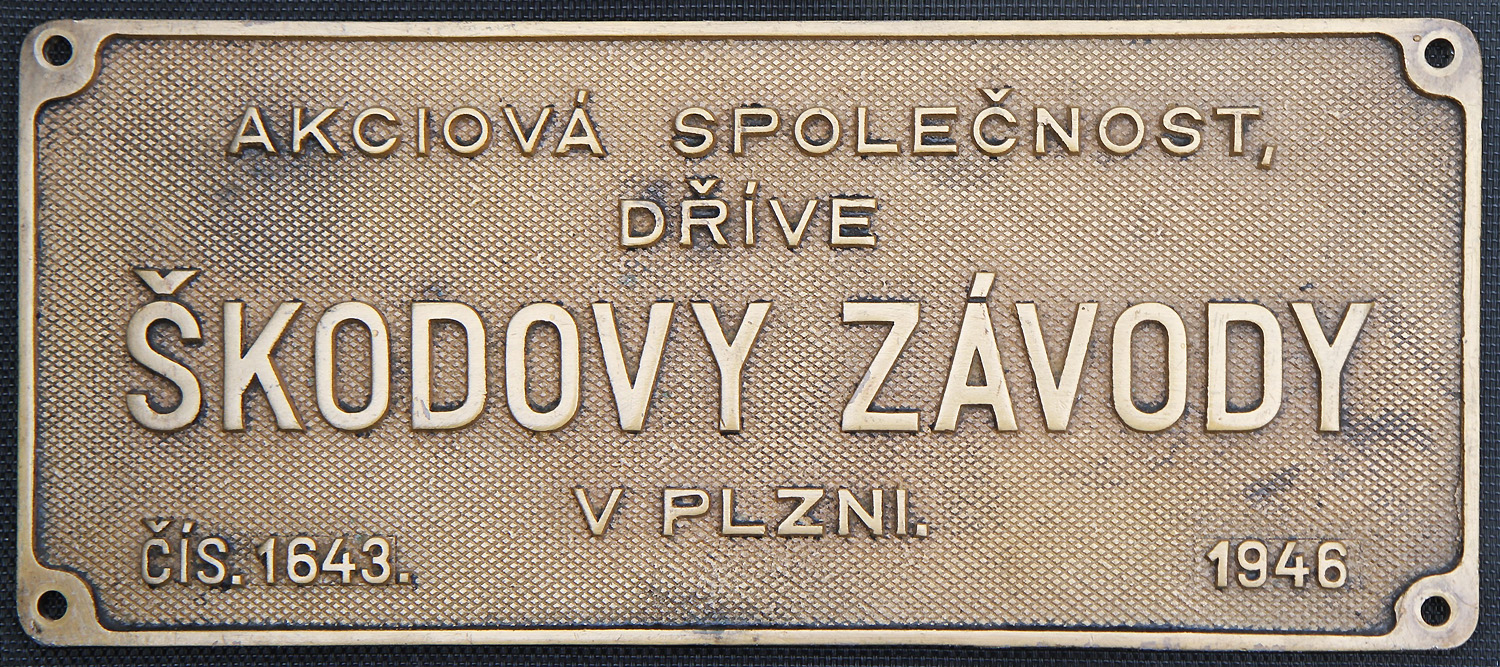 AKCIOVÁ SPOLEČNOST,
DŘÍVE
ŠKODOVY ZÁVODY
V PLZNI.
ČÍS. 1643. 1946